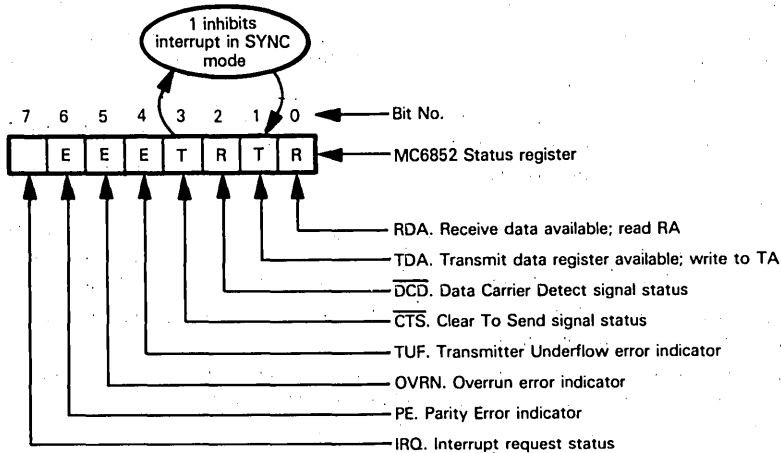 1 inhibits
interrupt in SYNC
mode
7 6 5 4 3 2 1 0
Bit No.
E E E T R T R
MC6852 Status register
RDA. Receive data available; read RA
TDA. Transmit data register available; write to TA
DCD. Data Carrier Detect signal status
CTS. Clear To Send signal status
TUF. Transmitter Underflow error indicator
OVRN. Overrun error indicator
PE. Parity Error indicator
IRQ. Interrupt request status